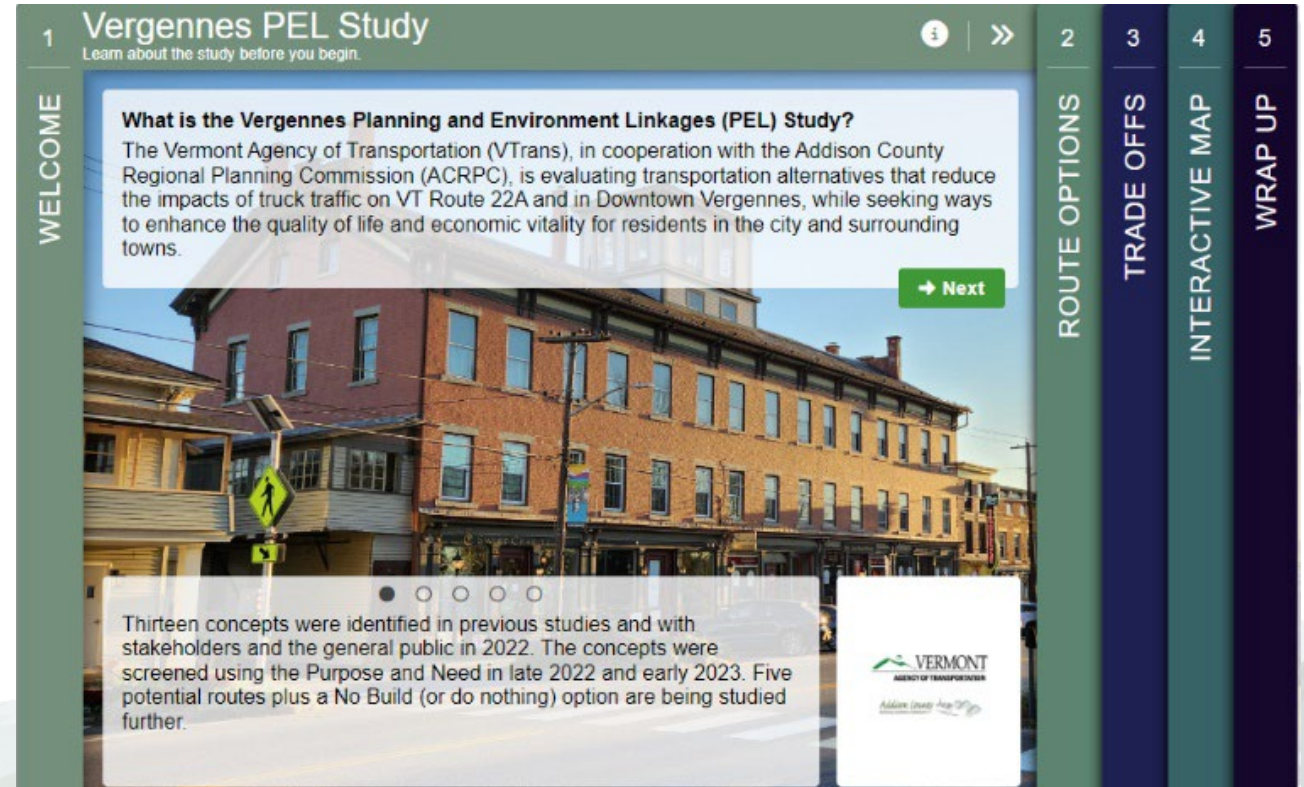 1
WELCOME
Vergennes PEL Study
Learn about the study before you begin.
What is the Vergennes Planning and Environment Linkages (PEL) Study?
The Vermont Agency of Transportation (VTrans), in cooperation with the Addison County
Regional Planning Commission (ACRPC), is evaluating transportation alternatives that reduce
the impacts of truck traffic on VT Route 22A and in Downtown Vergennes, while seeking ways
to enhance the quality of life and economic vitality for residents in the city and surrounding
towns.
Next
Thirteen concepts were identified in previous studies and with
stakeholders and the general public in 2022. The concepts were
screened using the Purpose and Need in late 2022 and early 2023. Five
potential routes plus a No Build (or do nothing) option are being studied
further.
VERMONT
AGENCY OF TRANSPORTATION
Addison County
2
ROUTE OPTIONS
3
TRADE OFFS
4
INTERACTIVE MAP
5
WRAP UP